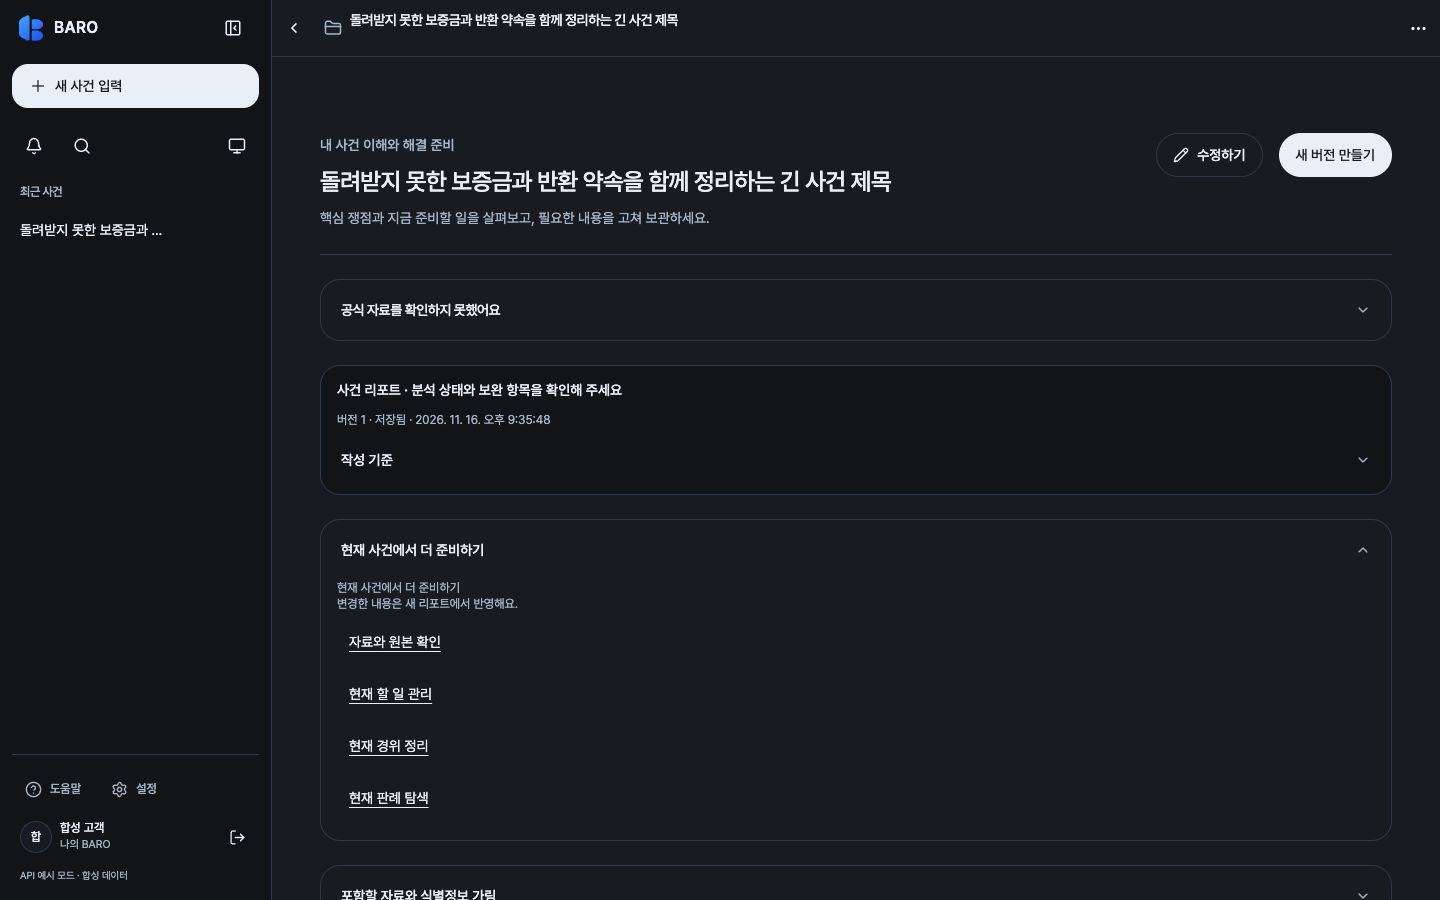 BARO
새 사건 입력
최근 사건
돌려받지 못한 보증금과 ...
도움말
설정
합
합성 고객
나의 BARO
API 예시 모드 · 합성 데이터
돌려받지 못한 보증금과 반환 약속을 함께 정리하는 긴 사건 제목
내 사건 이해와 해결 준비
돌려받지 못한 보증금과 반환 약속을 함께 정리하는 긴 사건 제목
핵심 쟁점과 지금 준비할 일을 살펴보고, 필요한 내용을 고쳐 보관하세요.
수정하기
새 버전 만들기
공식 자료를 확인하지 못했어요
사건 리포트 · 분석 상태와 보완 항목을 확인해 주세요
버전 1 · 저장됨 · 2026. 11. 16. 오후 9:35:48
작성 기준
현재 사건에서 더 준비하기
현재 사건에서 더 준비하기
변경한 내용은 새 리포트에서 반영해요.
자료와 원본 확인
현재 할 일 관리
현재 경위 정리
현재 판례 탐색
포함할 자료와 식별정보 가림